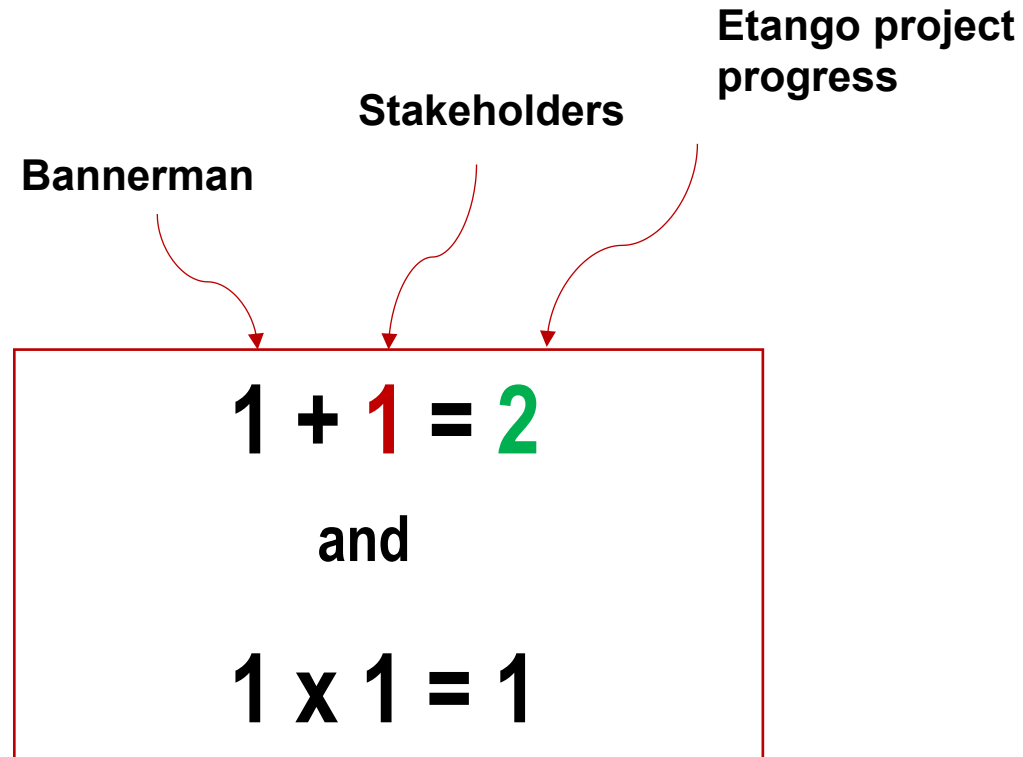 Etango project
progress
Stakeholders
Bannerman
1 + 1 = 2
and
1 x 1 = 1